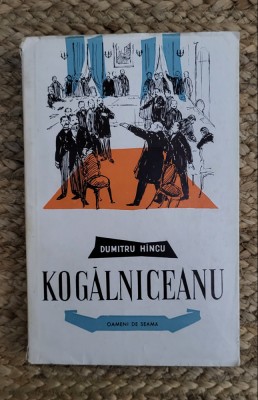 DUMITRU HÎNCU
KOGĂLNICEANU
OAMENI DE SEAMĂ